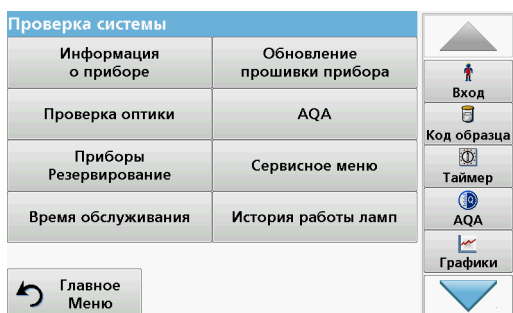 Проверка системы
Информация
о приборе
Обновление
прошивки прибора
Проверка оптики
AQA
Приборы
Резервирование
Сервисное меню
Время обслуживания
История работы ламп
Главное
Меню
Вход
Код образца
Таймер
AQA
Графики